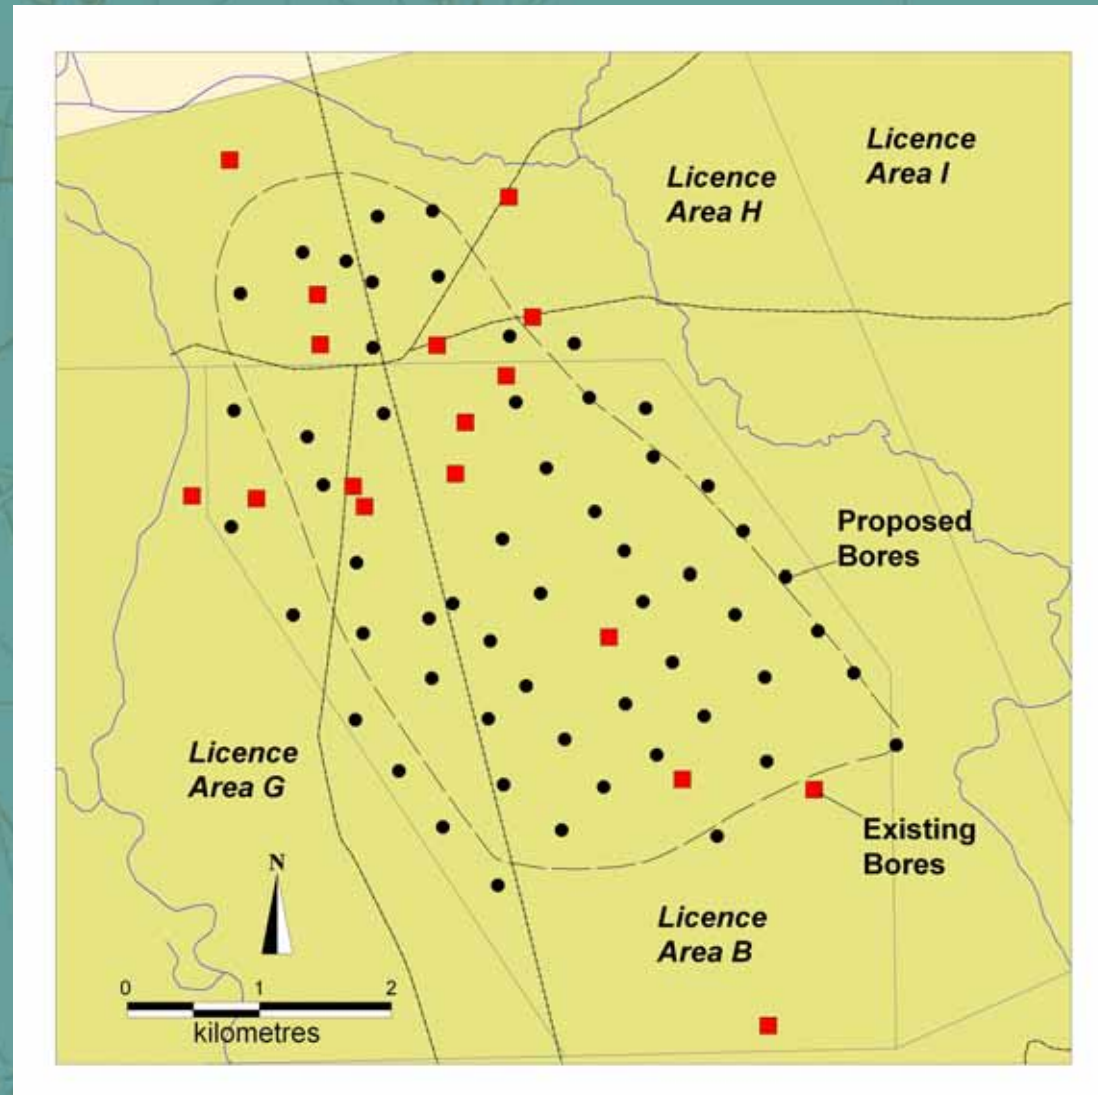 Licence
Area I
Licence
Area H
Proposed
Bores
Licence
Area G
Existing
Bores
N
Licence
Area B
0 1 2
kilometres